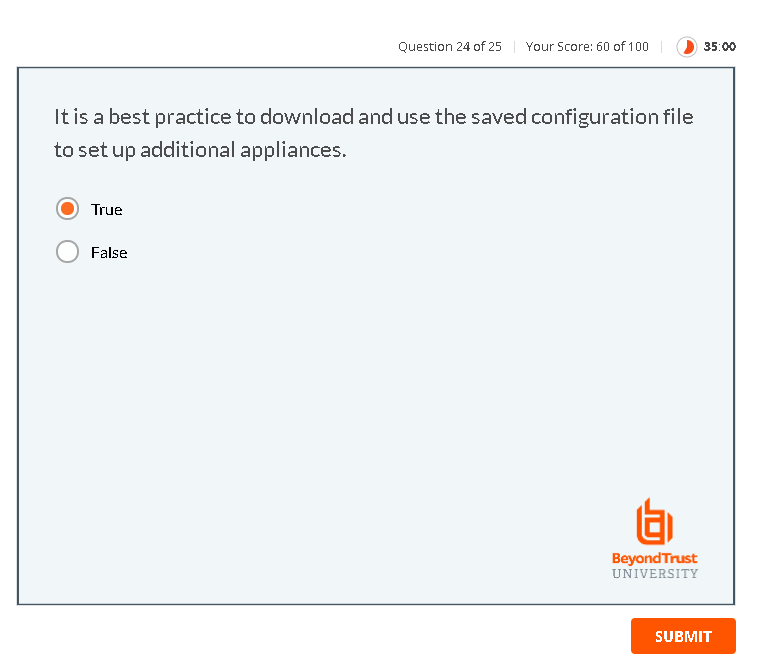 Question 24 of 25 | Your Score: 60 of 100 | 35:00
It is a best practice to download and use the saved configuration file
to set up additional appliances.
True
False
BeyondTrust
UNIVERSITY
SUBMIT